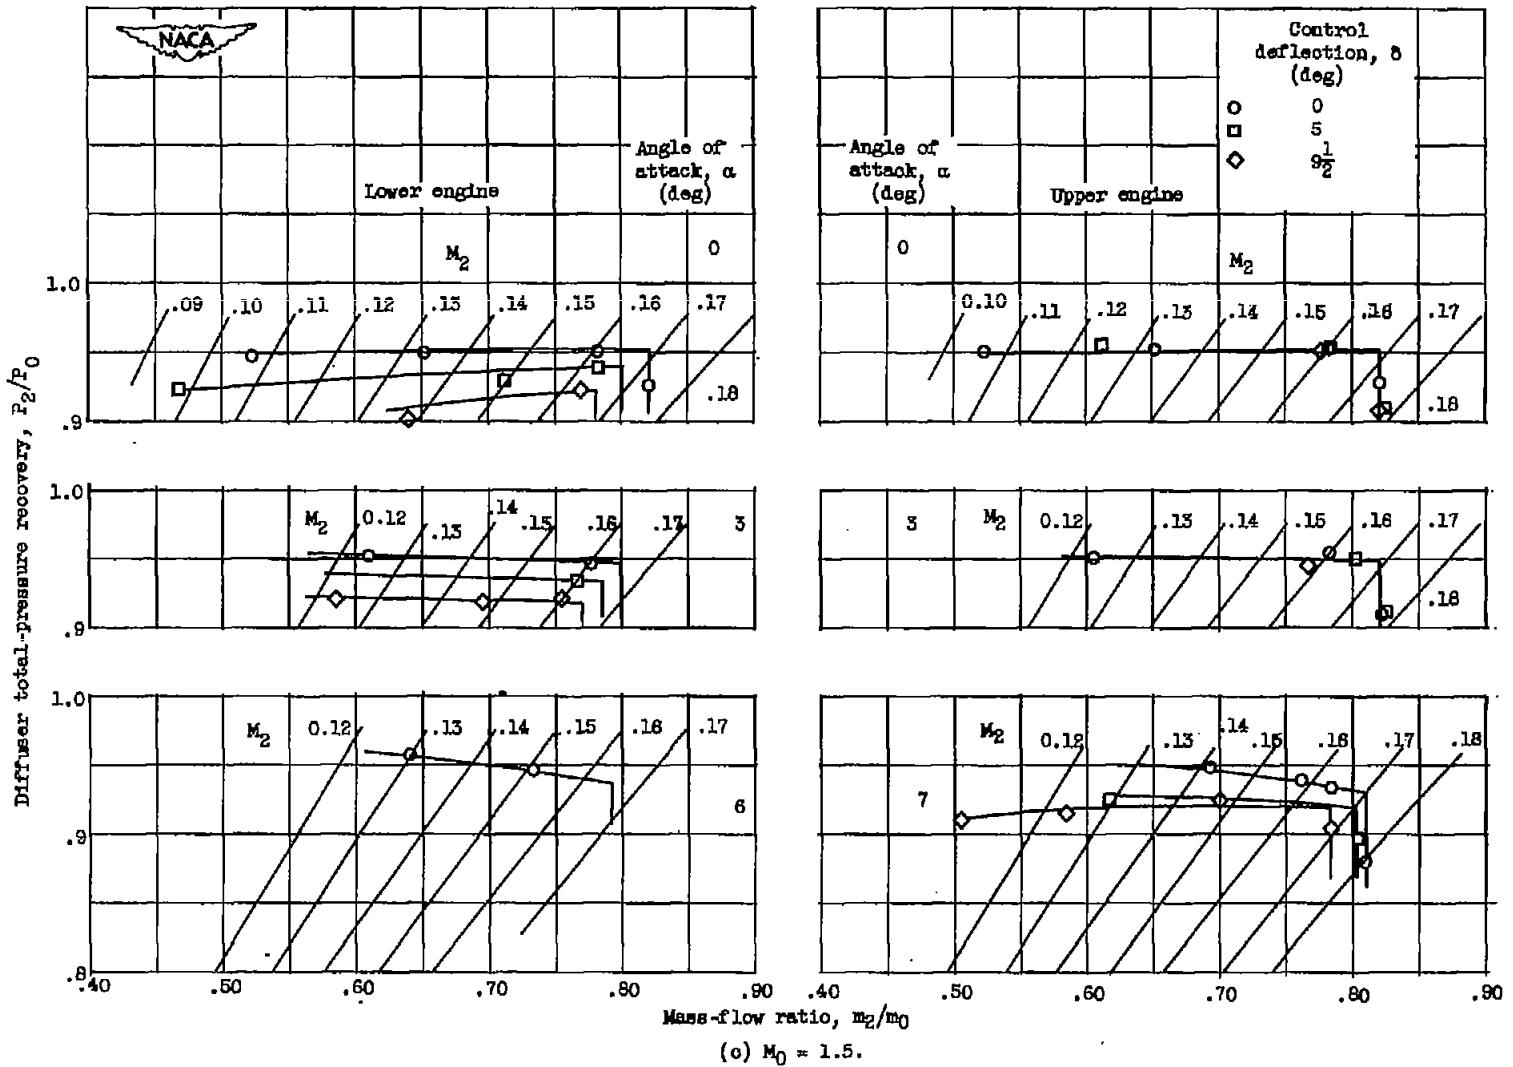 NACA
Control
deflection, δ
(deg)
0
5
9 1/2
Angle of
attack, α
(deg)
Lower engine
Angle of
attack, α
(deg)
Upper engine
M2
0
0
M2
1.0
.09 .10 .11 .12 .13 .14 .15 .16 .17
.18
.9
0.10 .11 .12 .13 .14 .15 .16 .17
.18
1.0
M2 0.12 .13 .14 .15 .16 .17 3
.9
3 M2 0.12 .13 .14 .15 .16 .17
.18
1.0
M2 0.12 .13 .14 .15 .16 .17
6
.9
.8
M2 0.12 .13 .14 .15 .16 .17 .18
7
.40 .50 .60 .70 .80 .90
.40 .50 .60 .70 .80 .90
Diffuser total-pressure recovery, P2/P0
Mass-flow ratio, m2/m0
(c) M0 = 1.5.